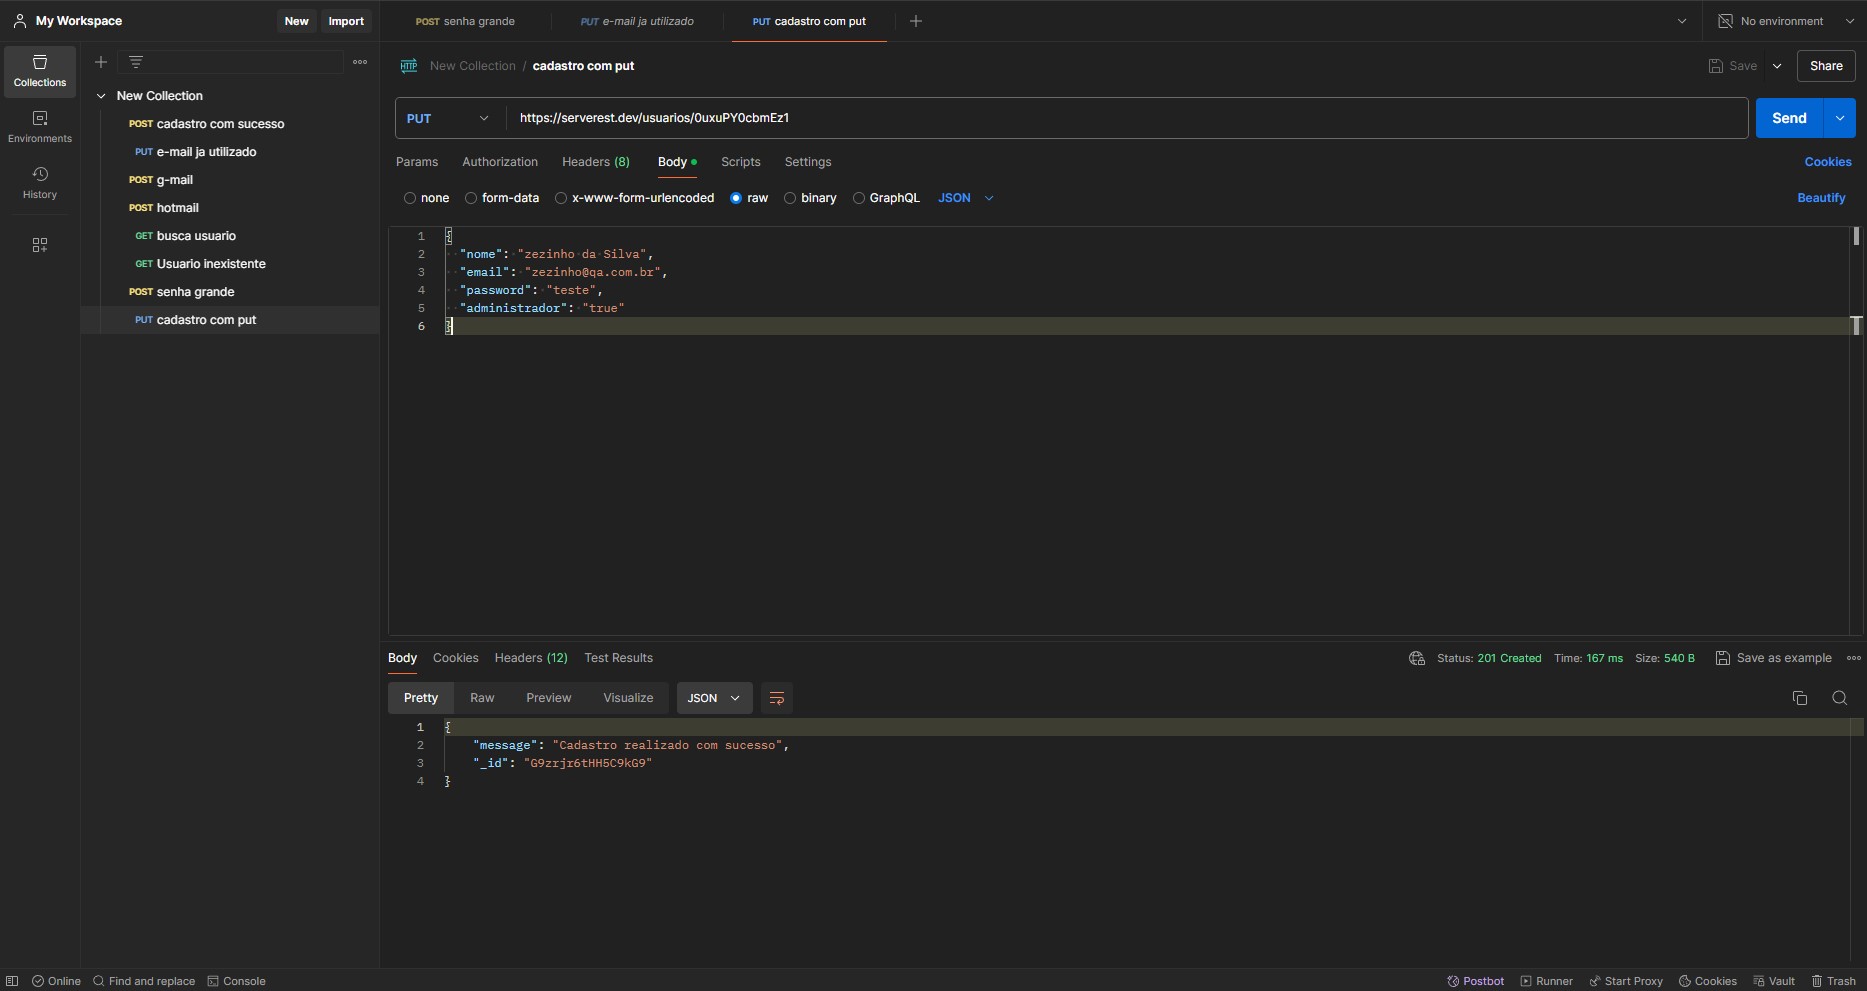 My Workspace
New
Import
POST senha grande
PUT e-mail ja utilizado
PUT cadastro com put
No environment
Collections
Environments
History
New Collection
POST cadastro com sucesso
PUT e-mail ja utilizado
POST g-mail
POST hotmail
GET busca usuario
GET Usuario inexistente
POST senha grande
PUT cadastro com put
HTTP New Collection / cadastro com put
Save
Share
PUT
https://serverest.dev/usuarios/0uxuPY0cbmEz1
Send
Params Authorization Headers (8) Body Scripts Settings
Cookies
none form-data x-www-form-urlencoded raw binary GraphQL JSON
Beautify
1 {
2 "nome": "zezinho da Silva",
3 "email": "zezinho@qa.com.br",
4 "password": "teste",
5 "administrador": "true"
6 }
Body Cookies Headers (12) Test Results
Status: 201 Created Time: 167 ms Size: 540 B Save as example
Pretty Raw Preview Visualize JSON
1 {
2 "message": "Cadastro realizado com sucesso",
3 "_id": "G9zrjr6tHH5C9kG9"
4 }
Online Find and replace Console
Postbot Runner Start Proxy Cookies Vault Trash